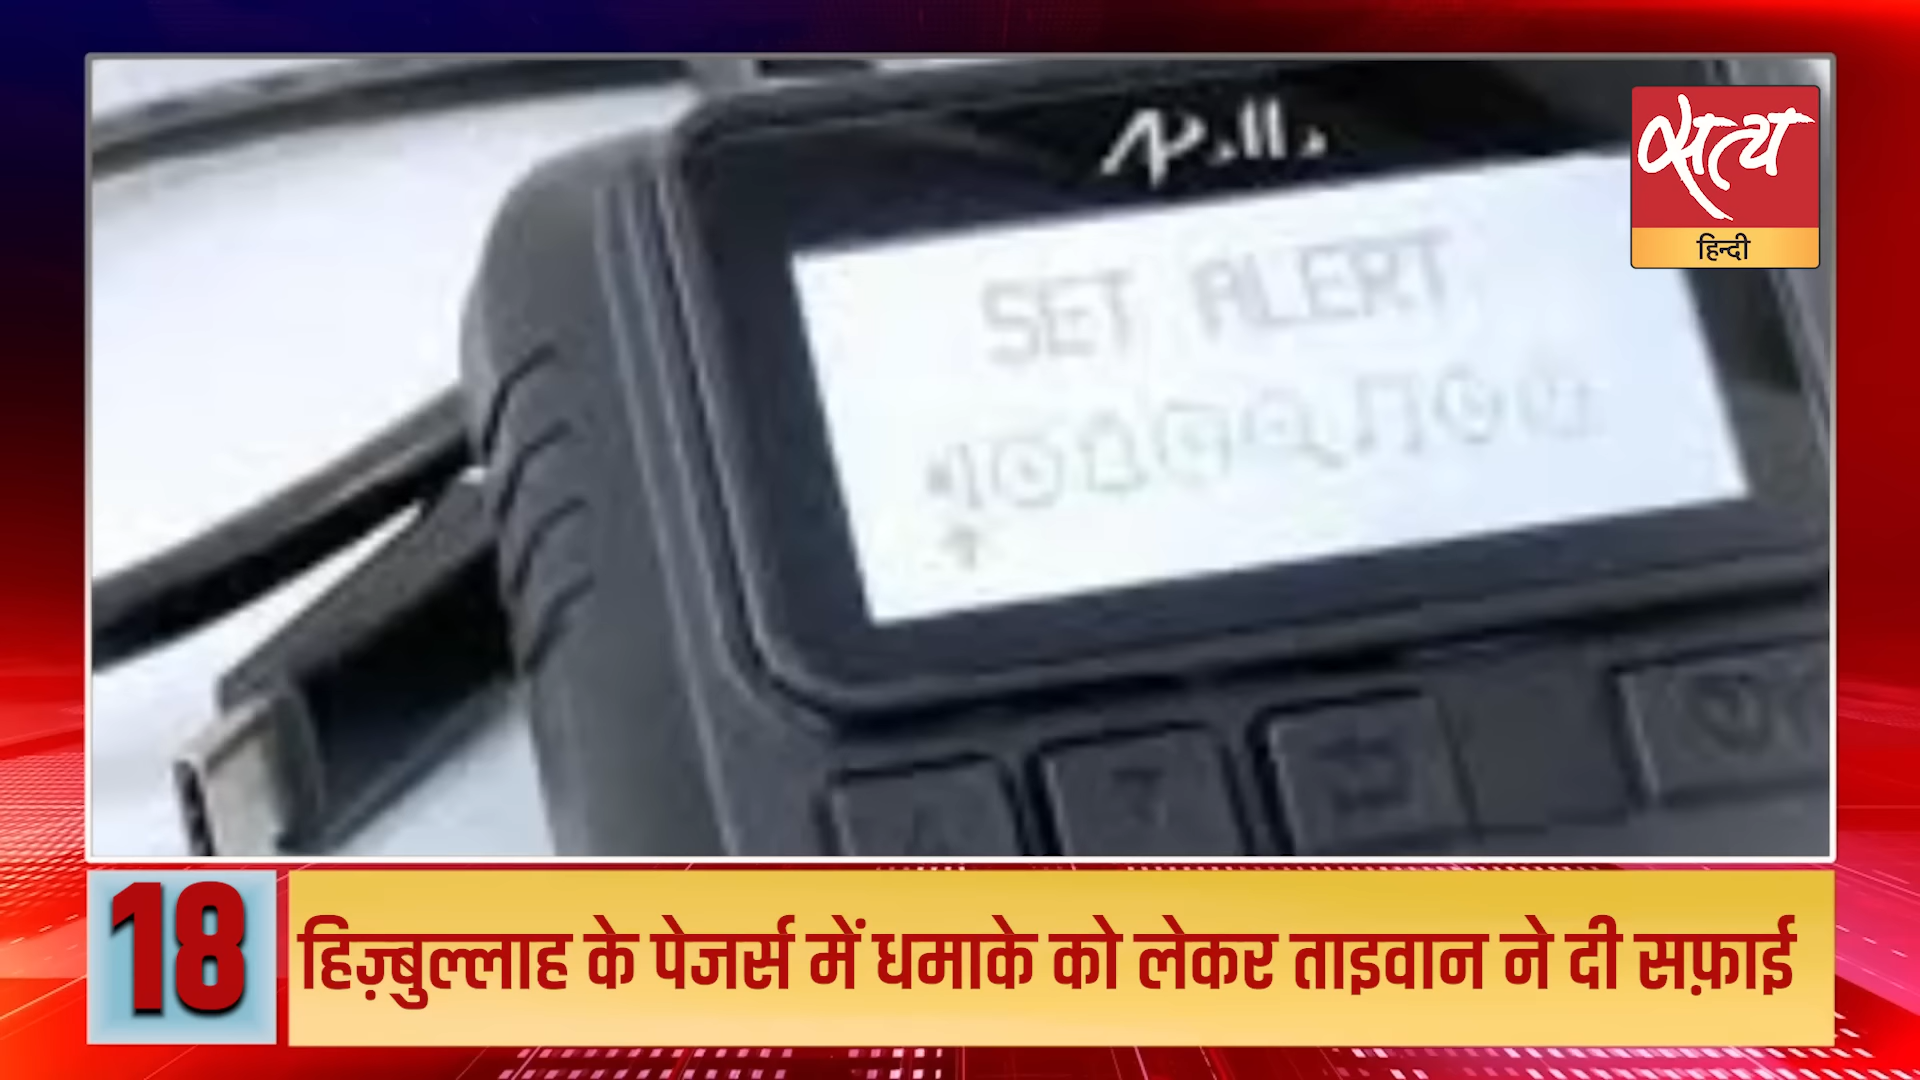 सत्य
हिन्दी
SET ALERT
18
हिज़्बुल्लाह के पेजर्स में धमाके को लेकर ताइवान ने दी सफ़ाई